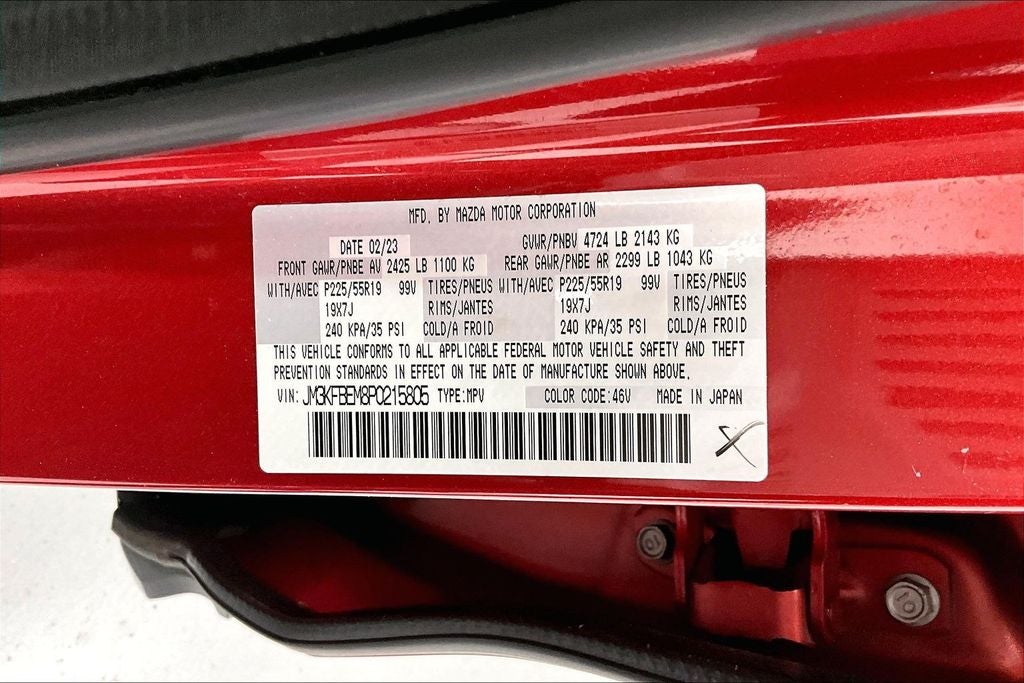 MFD. BY MAZDA MOTOR CORPORATION
DATE 02/23 GVWR/PNBV 4724 LB 2143 KG
FRONT GAWR/PNBE AV 2425 LB 1100 KG REAR GAWR/PNBE AR 2299 LB 1043 KG
WITH/AVEC P225/55R19 99V TIRES/PNEUS WITH/AVEC P225/55R19 99V TIRES/PNEUS
19X7J RIMS/JANTES 19X7J RIMS/JANTES
240 KPA/35 PSI COLD/A FROID 240 KPA/35 PSI COLD/A FROID
THIS VEHICLE CONFORMS TO ALL APPLICABLE FEDERAL MOTOR VEHICLE SAFETY AND THEFT
PREVENTION STANDARDS IN EFFECT ON THE DATE OF MANUFACTURE SHOWN ABOVE.
VIN: JM3KFBEM8P0215805 TYPE:MPV COLOR CODE:46V MADE IN JAPAN
X
10
10